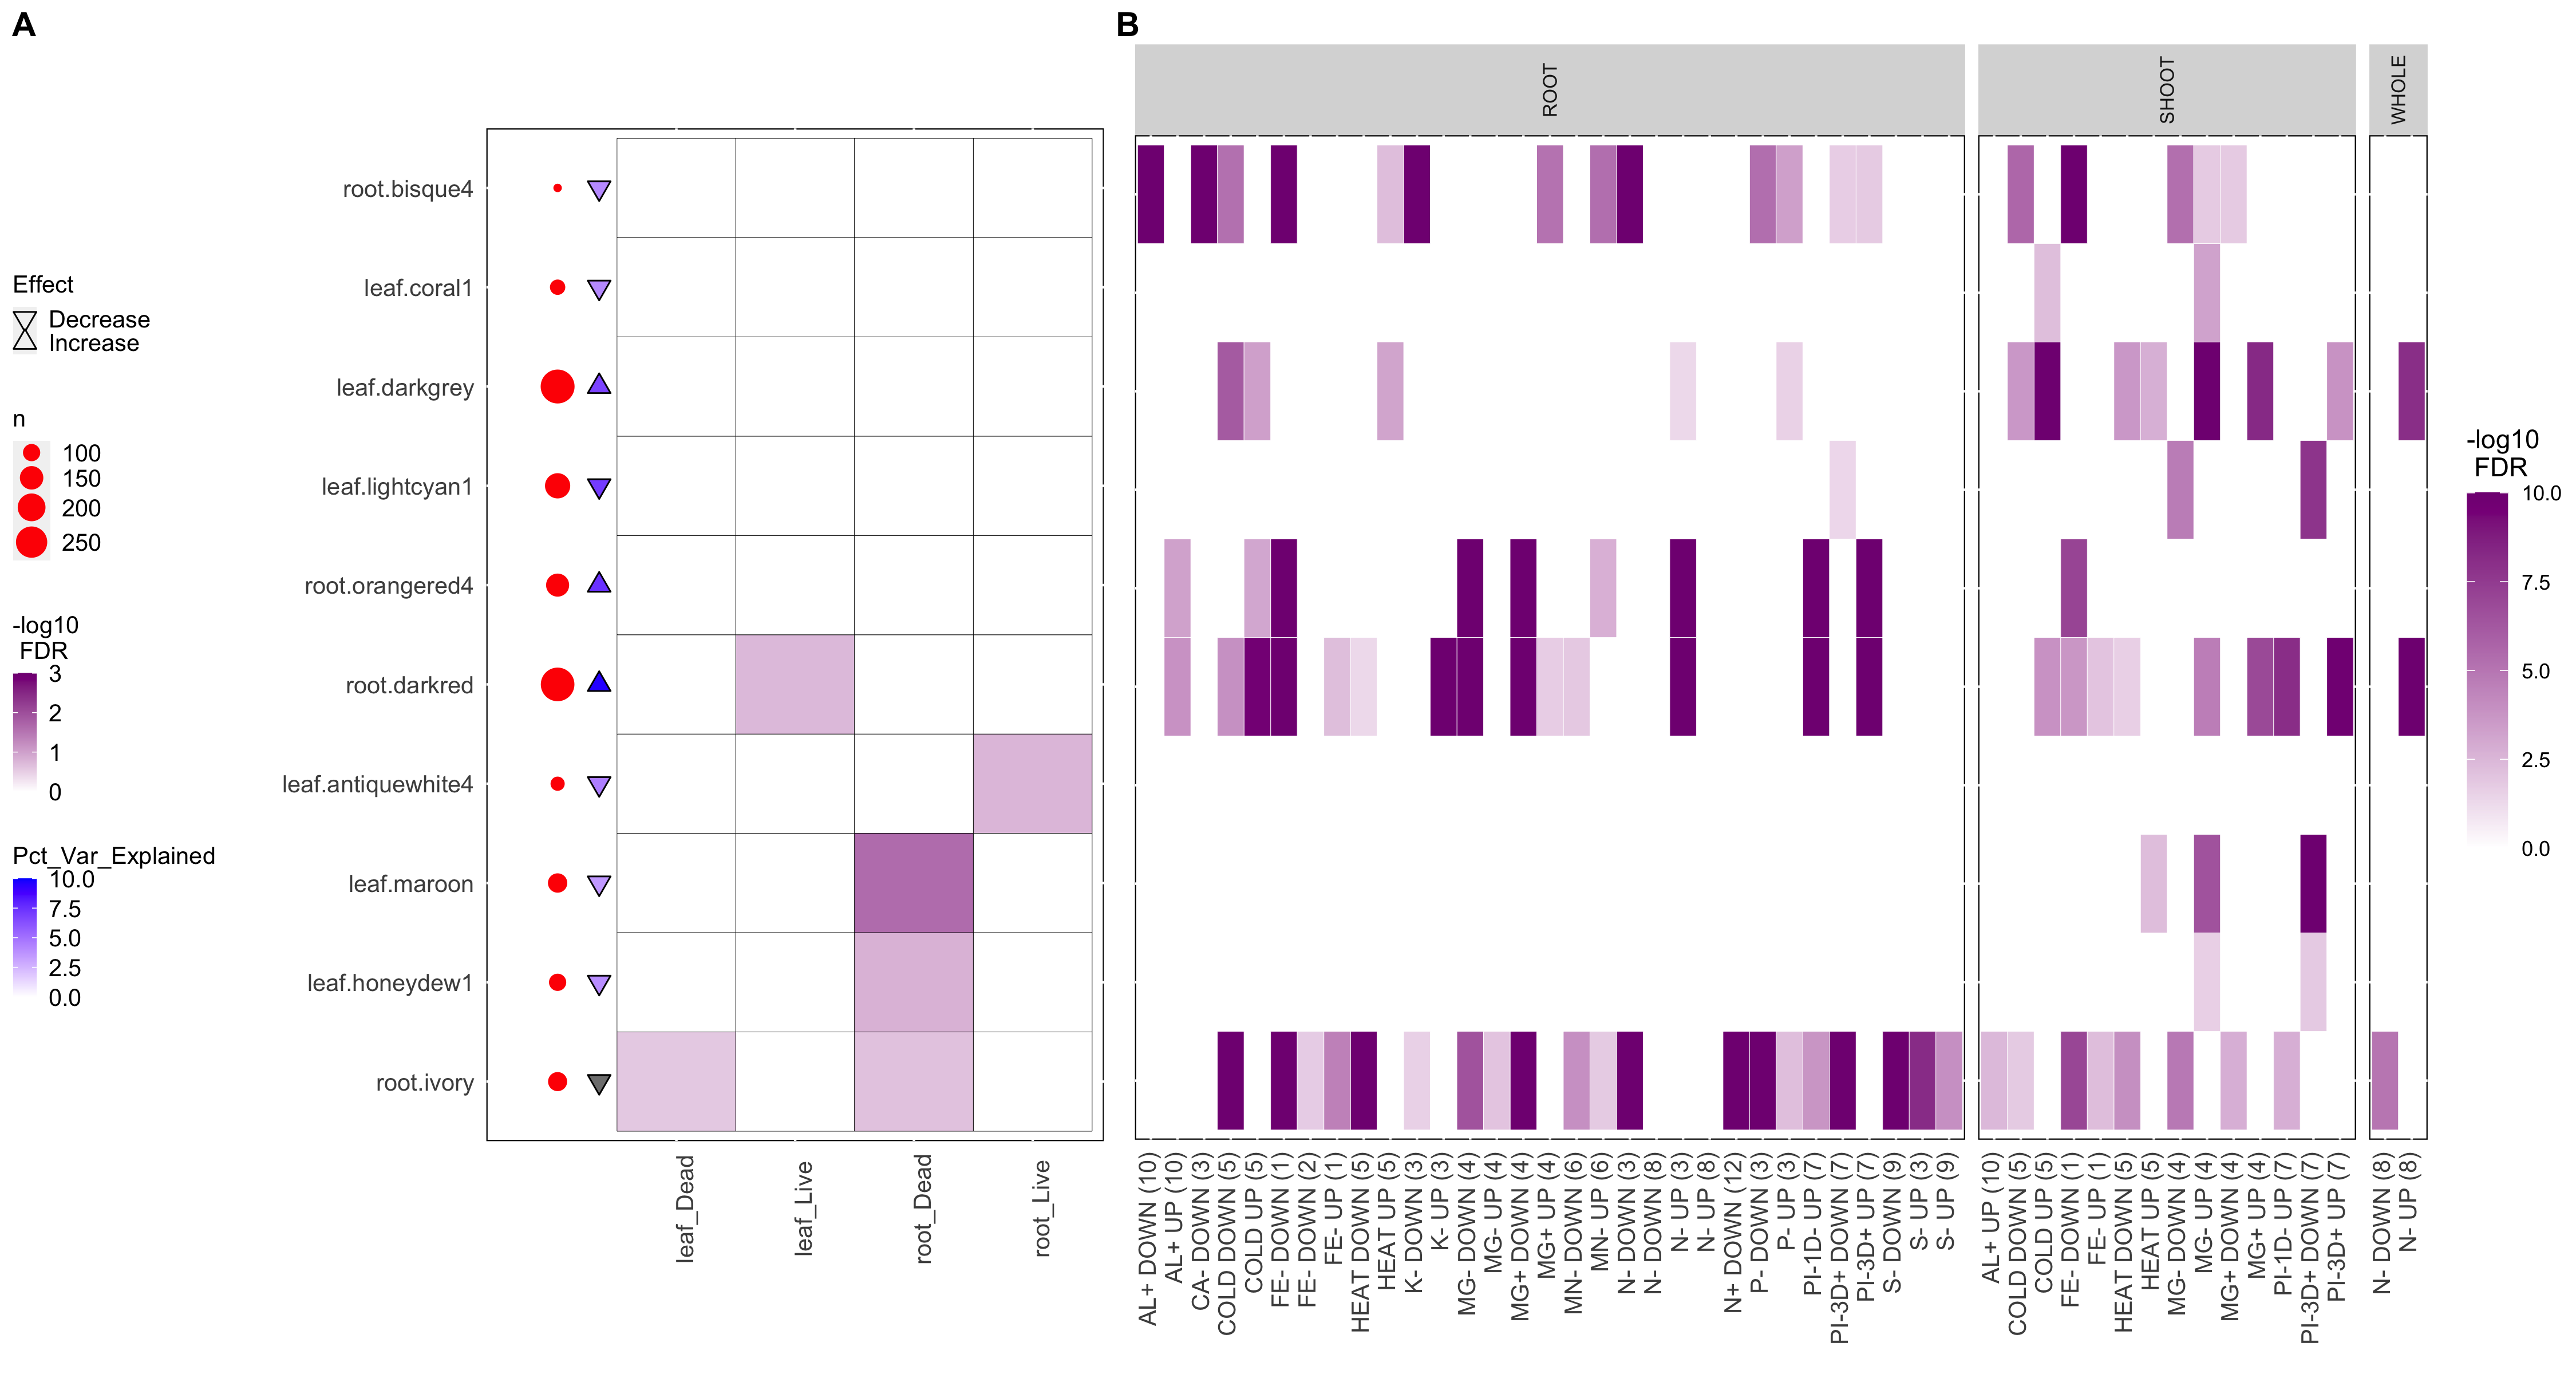 A
B
ROOT
SHOOT
WHOLE
root.bisque4
leaf.coral1
leaf.darkgrey
leaf.lightcyan1
root.orangered4
root.darkred
leaf.antiquewhite4
leaf.maroon
leaf.honeydew1
root.ivory
Effect
Decrease
Increase
n
100
150
200
250
-log10
FDR
3
2
1
0
Pct_Var_Explained
10.0
7.5
5.0
2.5
0.0
leaf_Dead
leaf_Live
root_Dead
root_Live
AL+ DOWN (10)
AL+ UP (10)
CA- DOWN (3)
COLD DOWN (5)
COLD UP (5)
FE- DOWN (1)
FE- DOWN (2)
FE- UP (1)
HEAT DOWN (5)
HEAT UP (5)
K- DOWN (3)
K- UP (3)
MG- DOWN (4)
MG- UP (4)
MG+ DOWN (4)
MG+ UP (4)
MN- DOWN (6)
MN- UP (6)
N- DOWN (3)
N- DOWN (8)
N- UP (3)
N- UP (8)
N+ DOWN (12)
P- DOWN (3)
P- UP (3)
PI-1D- UP (7)
PI-3D+ DOWN (7)
PI-3D+ UP (7)
S- DOWN (9)
S- UP (3)
S- UP (9)
AL+ UP (10)
COLD DOWN (5)
COLD UP (5)
FE- DOWN (1)
FE- UP (1)
HEAT DOWN (5)
HEAT UP (5)
MG- DOWN (4)
MG- UP (4)
MG+ DOWN (4)
MG+ UP (4)
PI-1D- UP (7)
PI-3D+ DOWN (7)
PI-3D+ UP (7)
N- DOWN (8)
N- UP (8)
-log10
FDR
10.0
7.5
5.0
2.5
0.0